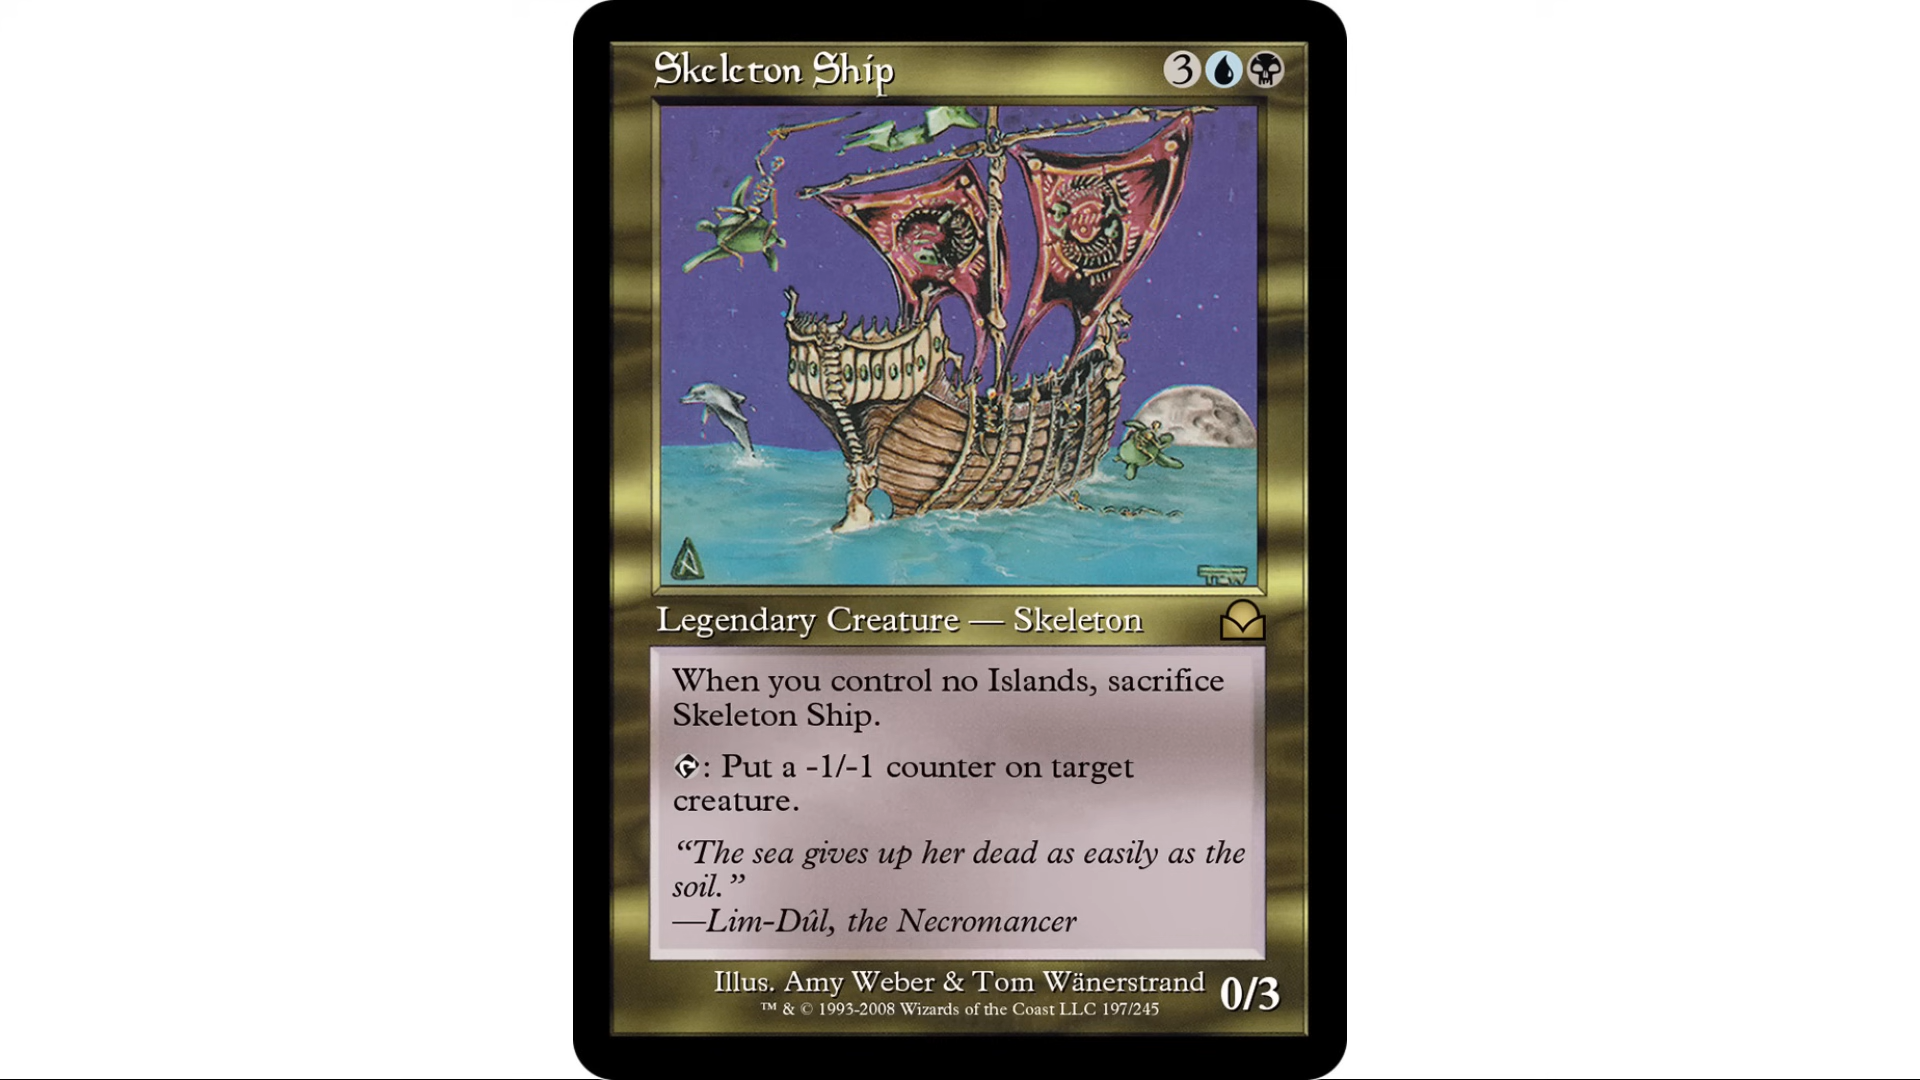 Skeleton Ship 3
A
TCW
Legendary Creature — Skeleton
When you control no Islands, sacrifice
Skeleton Ship.
: Put a -1/-1 counter on target
creature.
“The sea gives up her dead as easily as the
soil.”
—Lim-Dûl, the Necromancer
Illus. Amy Weber & Tom Wänerstrand
0/3
™ & © 1993-2008 Wizards of the Coast LLC 197/245